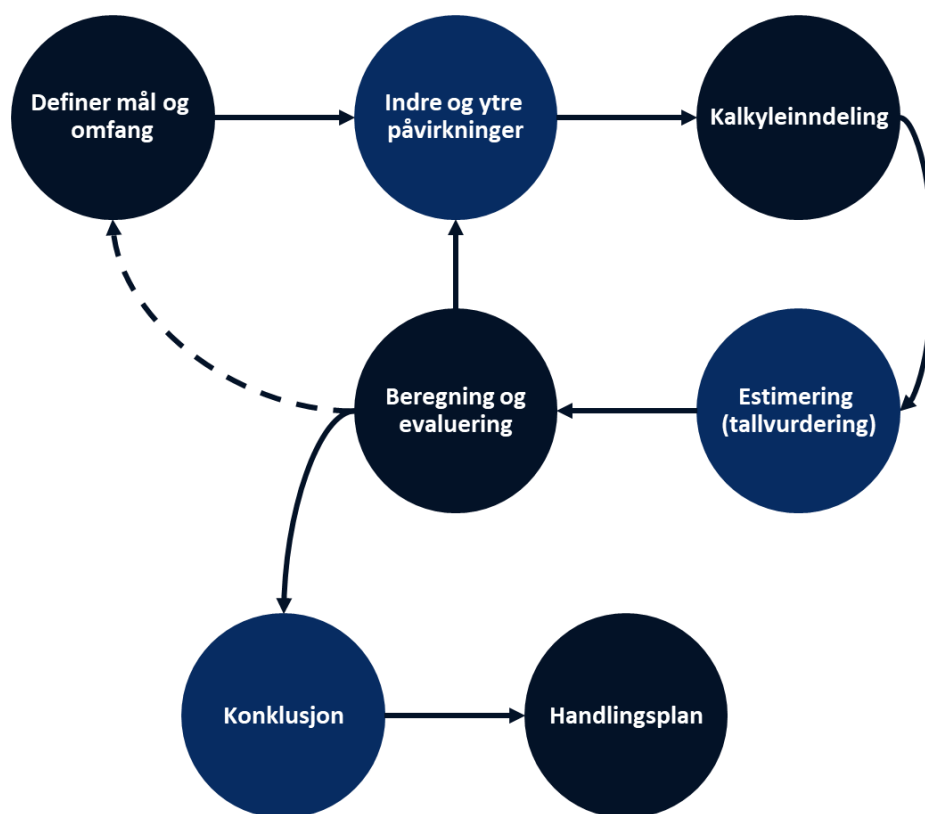 Definer mål og
omfang
Indre og ytre
påvirkninger
Kalkyleinndeling
Beregning og
evaluering
Estimering
(tallvurdering)
Konklusjon
Handlingsplan